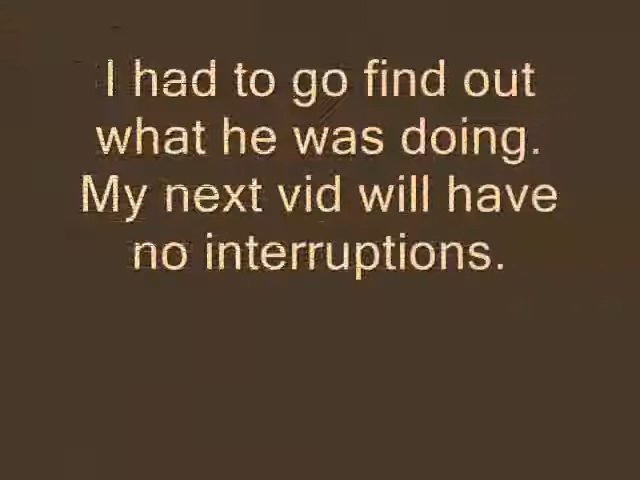 I had to go find out
what he was doing.
My next vid will have
no interruptions.